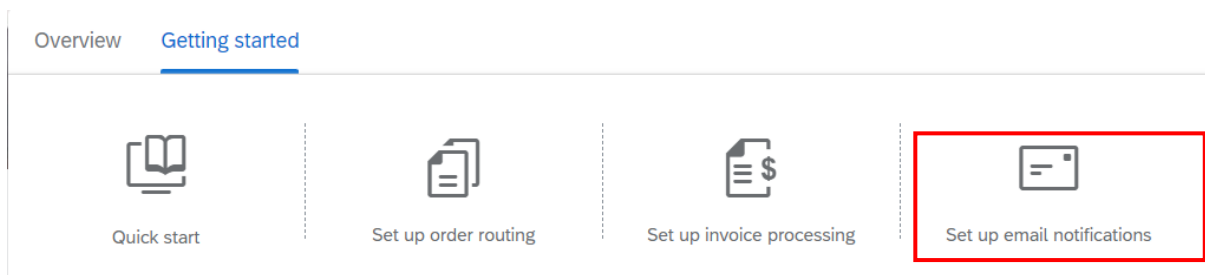 Overview Getting started
$
Quick start Set up order routing Set up invoice processing Set up email notifications